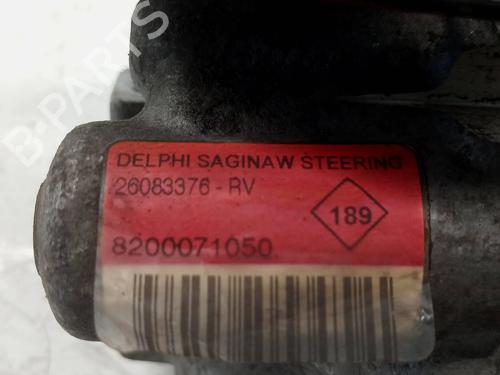 DELPHI SAGINAW STEERING
26083376 - RV
189
8200071050
B-PARTS